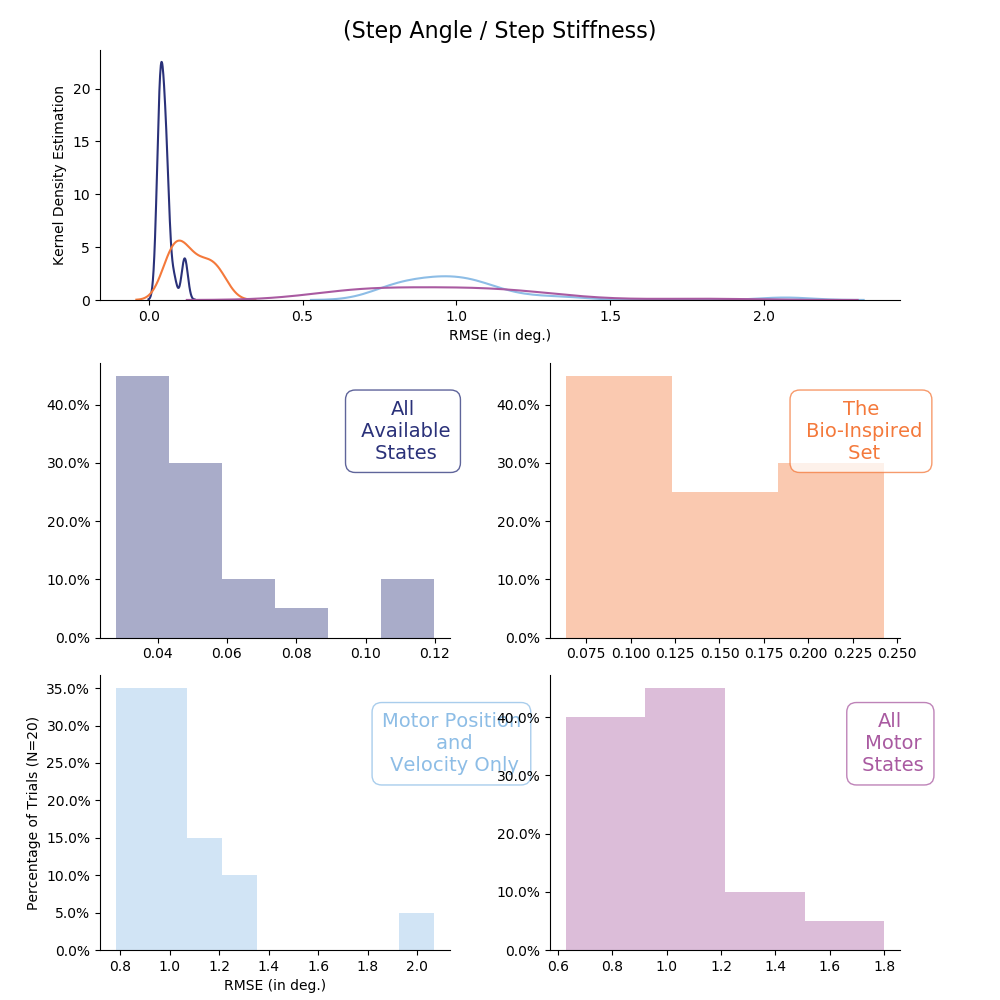 (Step Angle / Step Stiffness)
Kernel Density Estimation
20
15
10
5
0
0.0 0.5 1.0 1.5 2.0
RMSE (in deg.)
40.0%
30.0%
20.0%
10.0%
0.0%
All
Available
States
0.04 0.06 0.08 0.10 0.12
40.0%
30.0%
20.0%
10.0%
0.0%
The
Bio-Inspired
Set
0.075 0.100 0.125 0.150 0.175 0.200 0.225 0.250
Percentage of Trials (N=20)
35.0%
30.0%
25.0%
20.0%
15.0%
10.0%
5.0%
0.0%
Motor Position
and
Velocity Only
0.8 1.0 1.2 1.4 1.6 1.8 2.0
RMSE (in deg.)
40.0%
30.0%
20.0%
10.0%
0.0%
All
Motor
States
0.6 0.8 1.0 1.2 1.4 1.6 1.8